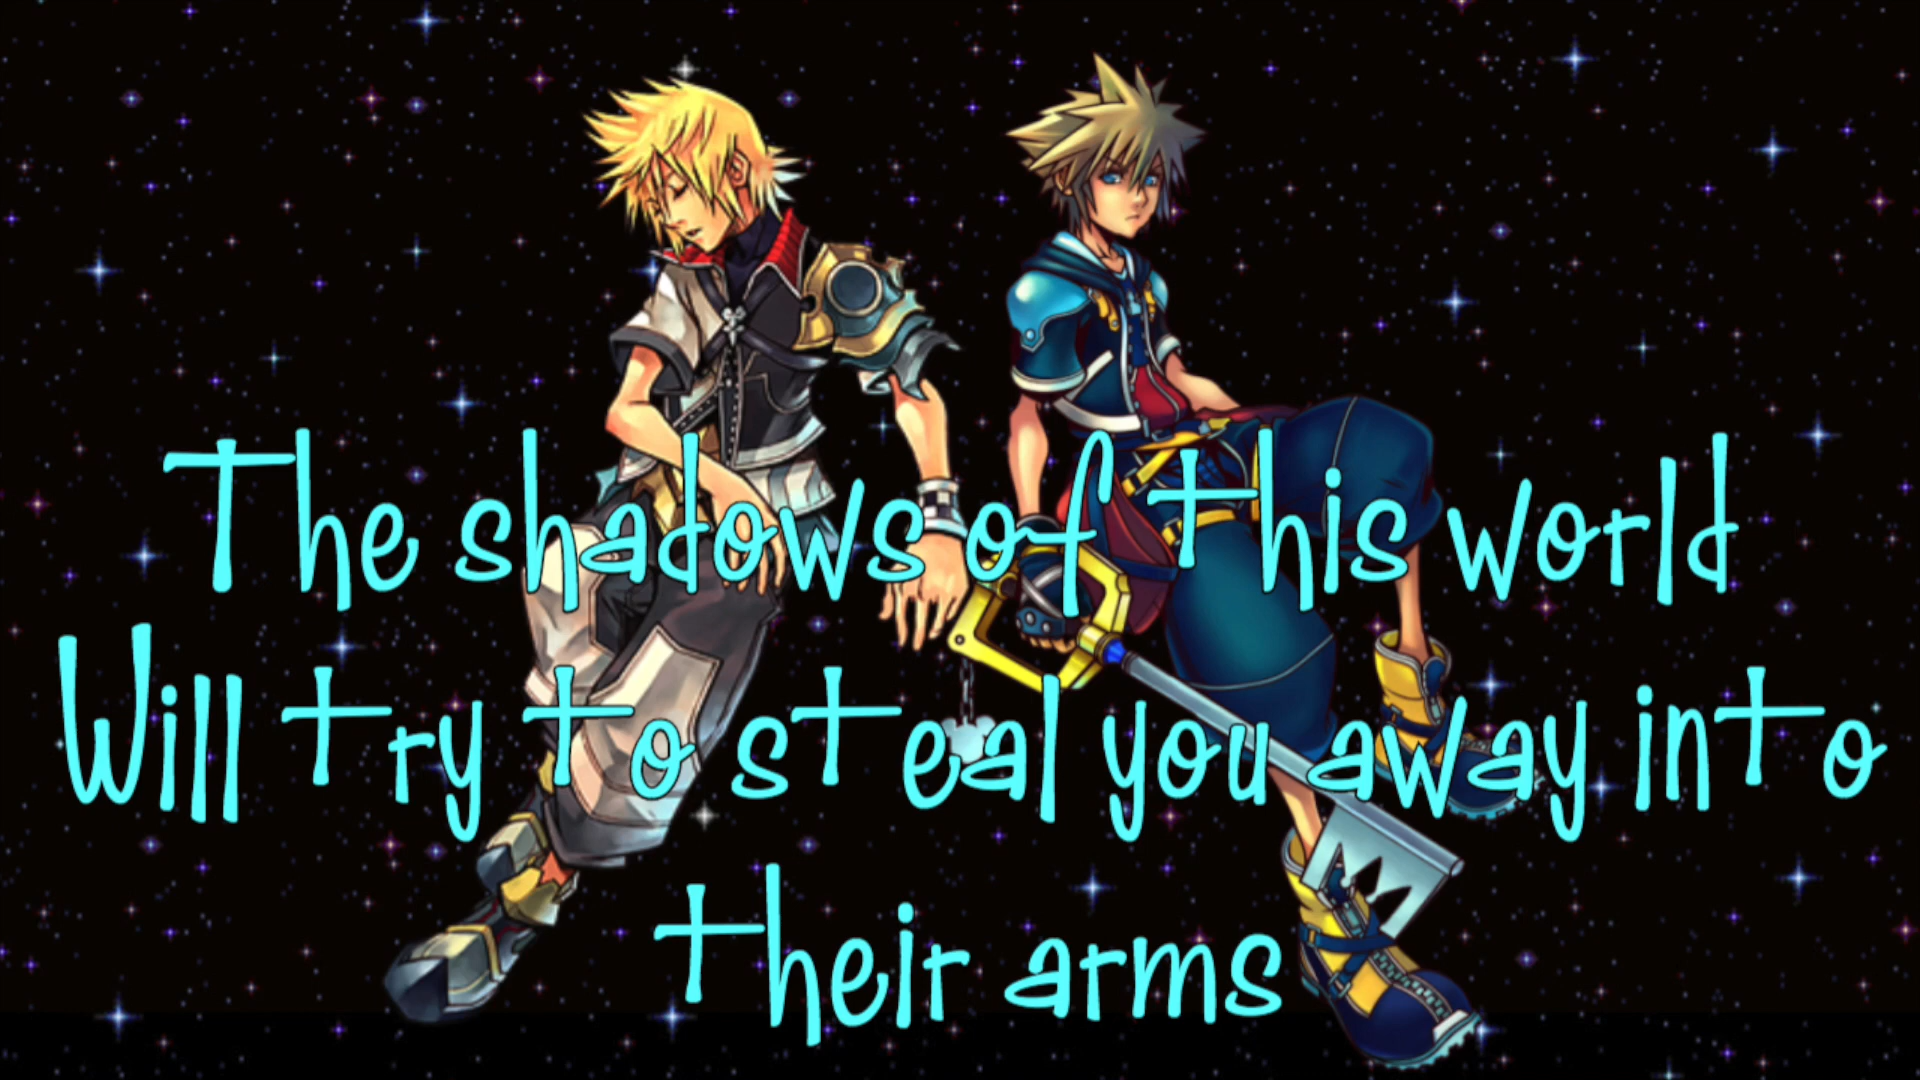 The shadows of this world
Will try to steal you away into
their arms